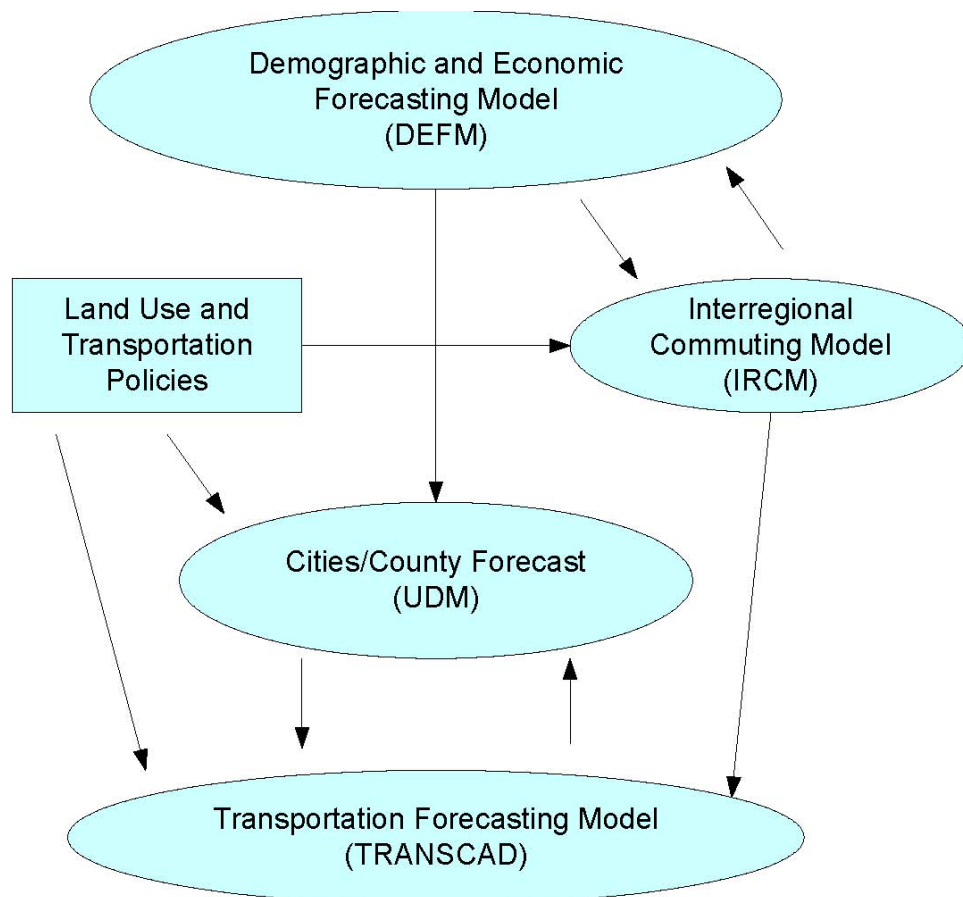 Demographic and Economic
Forecasting Model
(DEFM)
Land Use and
Transportation
Policies
Interregional
Commuting Model
(IRCM)
Cities/County Forecast
(UDM)
Transportation Forecasting Model
(TRANSCAD)